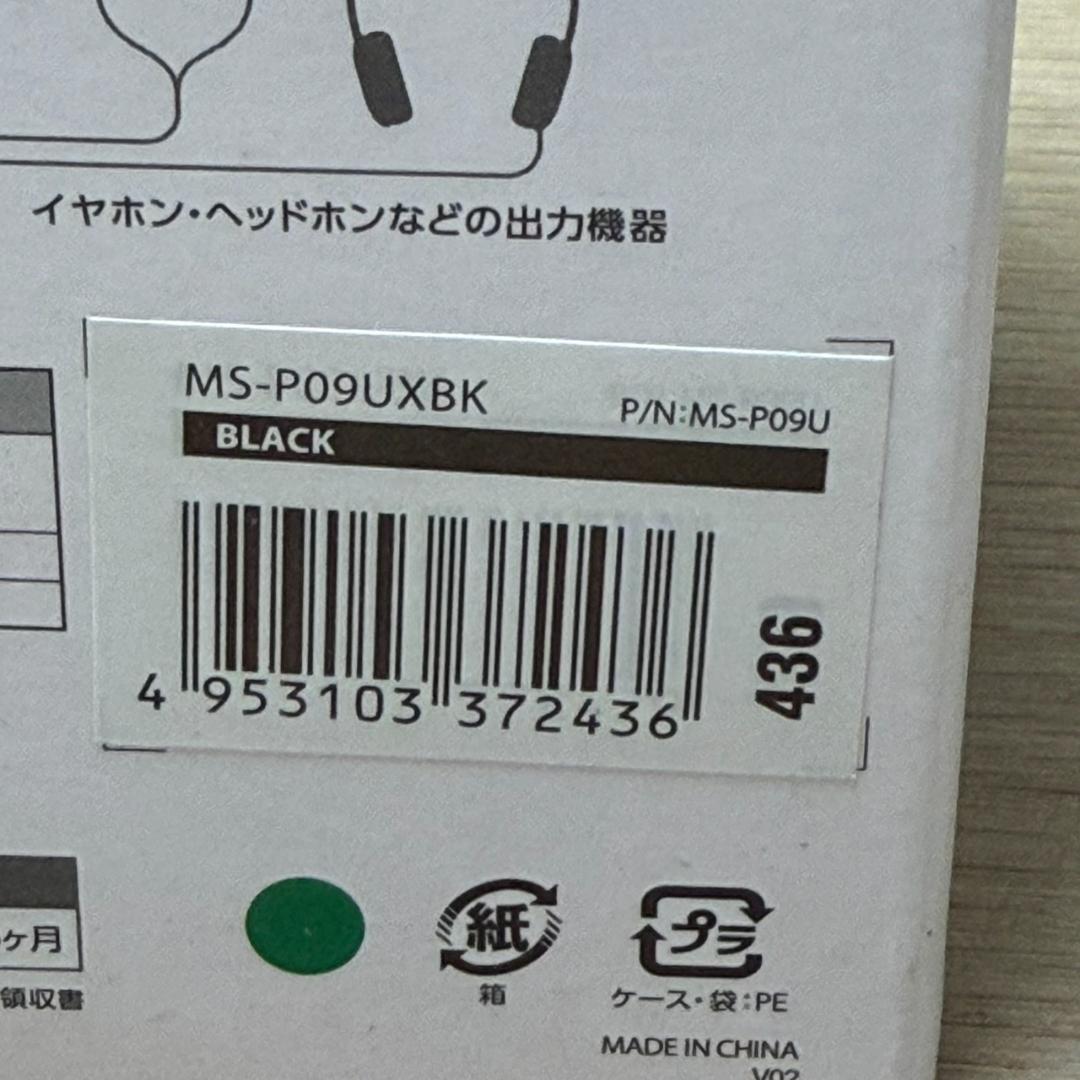 イヤホン・ヘッドホンなどの出力機器
MS-P09UXBK
P/N:MS-P09U
BLACK
4 953103 372436
436
ヶ月
領収書
紙
箱
プラ
ケース・袋:PE
MADE IN CHINA
V02